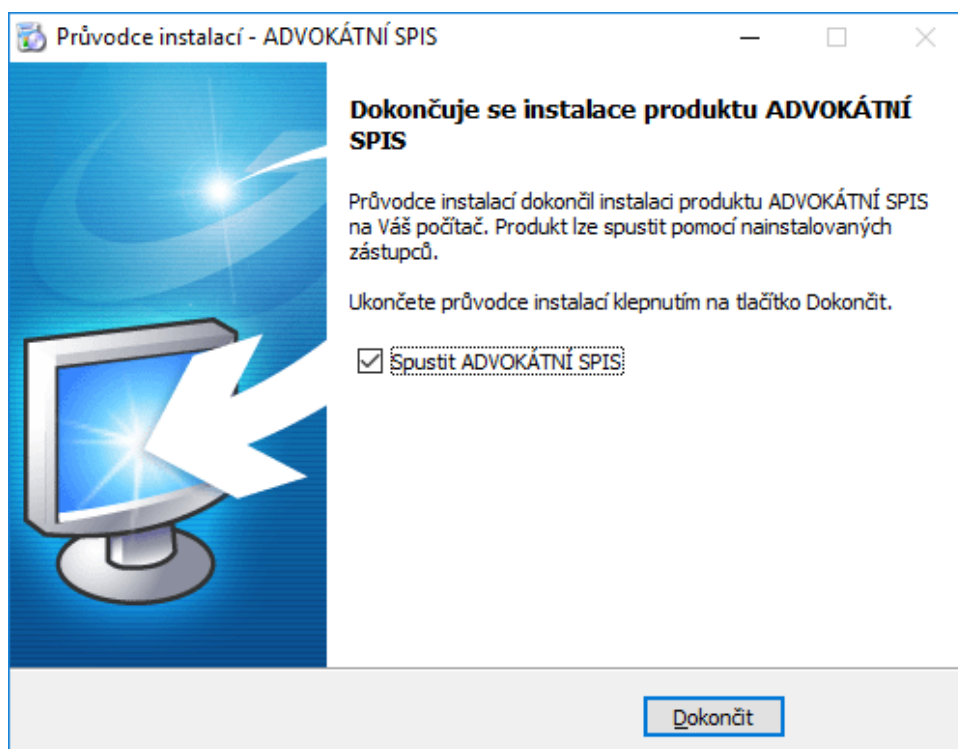 Průvodce instalací - ADVOKÁTNÍ SPIS
Dokončuje se instalace produktu ADVOKÁTNÍ
SPIS
Průvodce instalací dokončil instalaci produktu ADVOKÁTNÍ SPIS
na Váš počítač. Produkt lze spustit pomocí nainstalovaných
zástupců.
Ukončete průvodce instalací klepnutím na tlačítko Dokončit.
Spustit ADVOKÁTNÍ SPIS
Dokončit